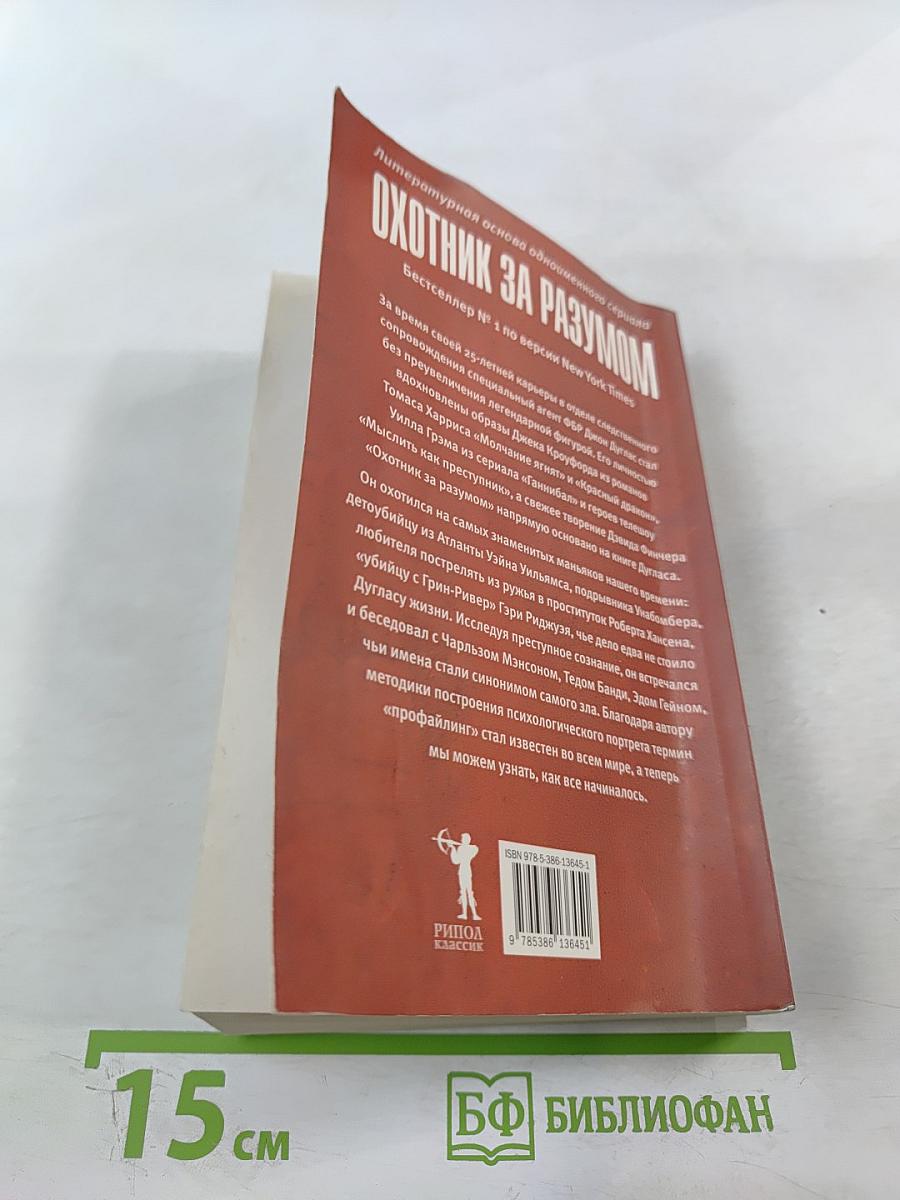 Литературная основа одноименного сериала
ОХОТНИК ЗА РАЗУМОМ
Бестселлер № 1 по версии New York Times
За время своей 25-летней карьеры в отделе следственного
сопровождения специальный агент ФБР Джон Дуглас стал
без преувеличения легендарной фигурой. Его личностью
вдохновлены образы Джека Кроуфорда из романов
Томаса Харриса «Молчание ягнят» и «Красный дракон»,
Уилла Грэма из сериала «Ганнибал» и героев телешоу
«Мыслить как преступник», а свежее творение Дэвида Финчера
«Охотник за разумом» напрямую основано на книге Дугласа.
Он охотился на самых знаменитых маньяков нашего времени:
детоубийцу из Атланты Уэйна Уильямса, подрывника Унабомбера,
любителя пострелять из ружья в проституток Роберта Хансена,
«убийцу с Грин-Ривер» Гэри Риджуэя, чье дело едва не стоило
Дугласу жизни. Исследуя преступное сознание, он встречался
и беседовал с Чарльзом Мэнсоном, Тедом Банди, Эдом Гейном,
чьи имена стали синонимом самого зла. Благодаря автору
методики построения психологического портрета термин
«профайлинг» стал известен во всем мире, а теперь
мы можем узнать, как все начиналось.
РИПОЛ
КЛАССИК
ISBN 978-5-386-13645-1
9 785386 136451
15 см
БФ БИБЛИОФАН